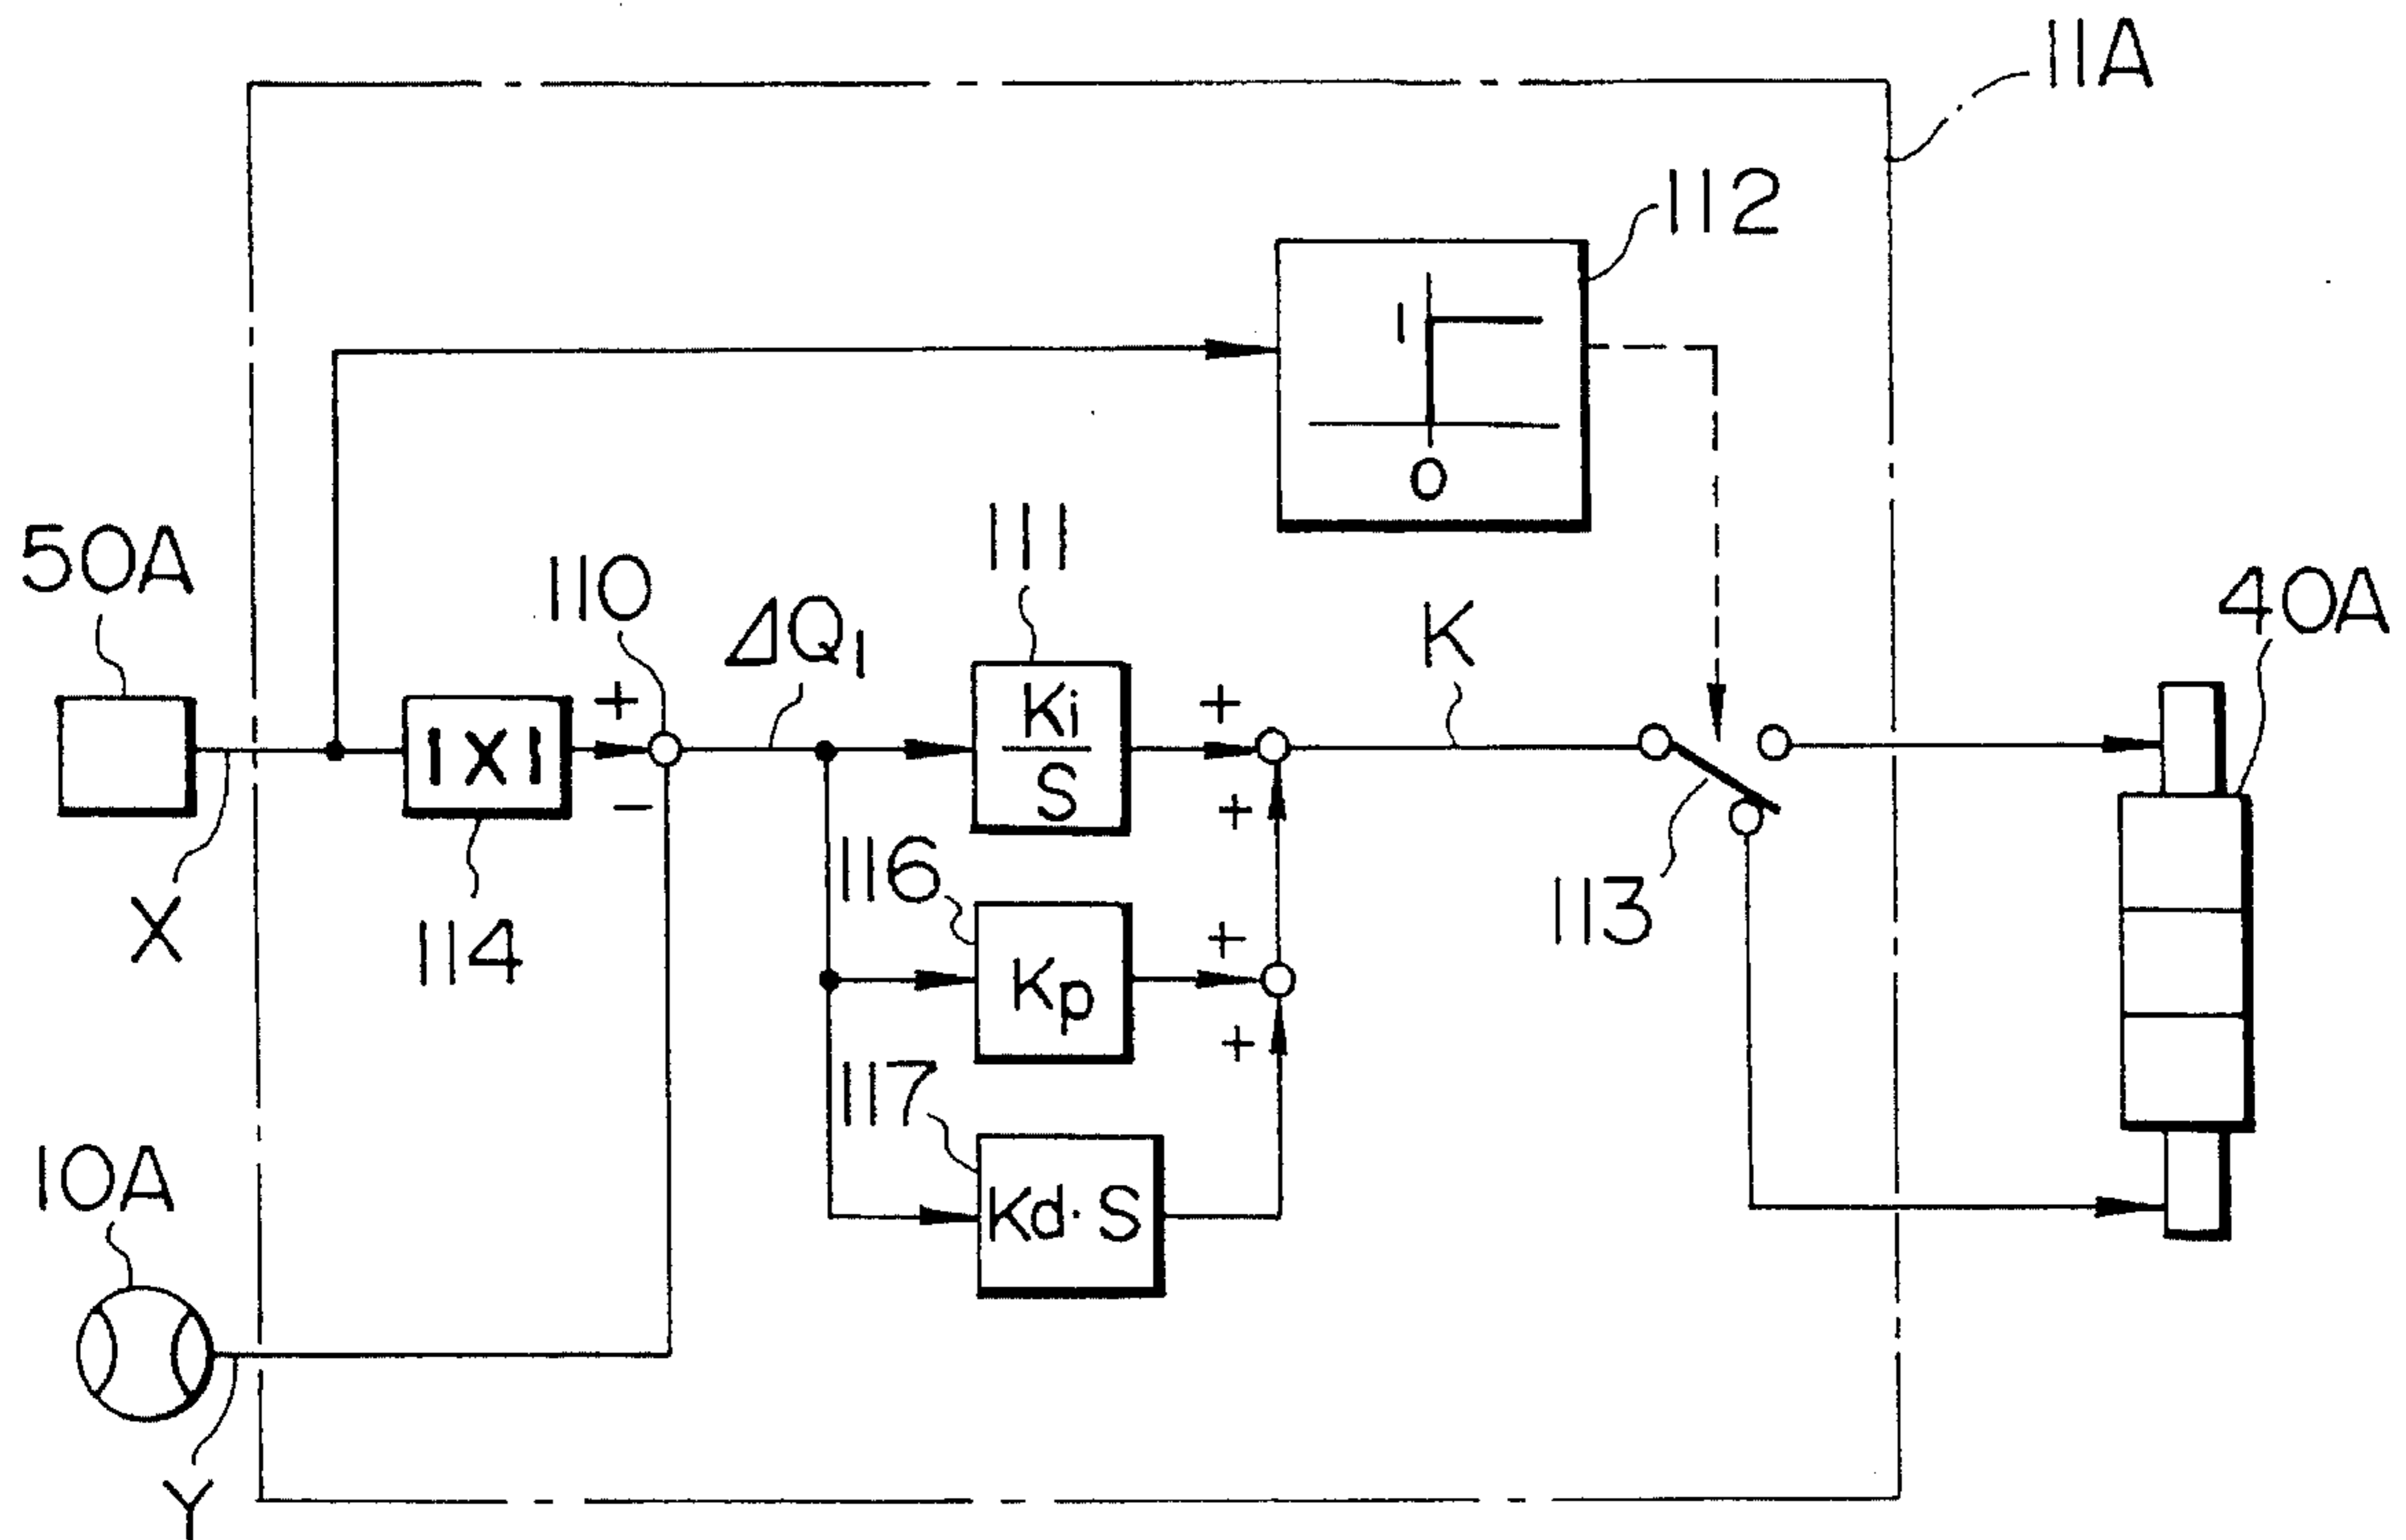 11A
112
1
0
50A
110
ΔQ1
111
K
40A
+
Ki
S
+
|X|
−
+
X
114
116
Kp
+
113
+
117
Kd·S
10A
Y